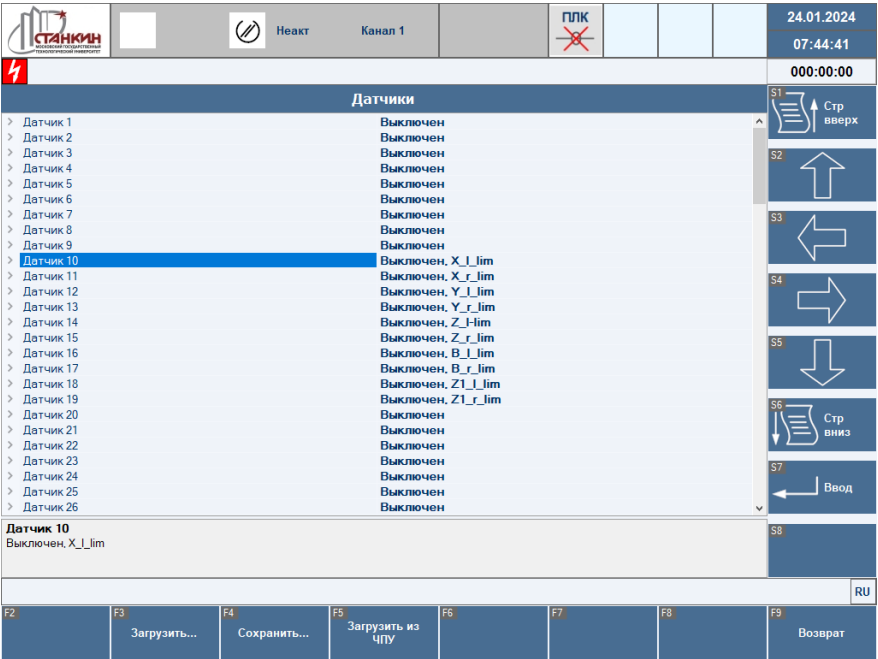 СТАНКИН
МОСКОВСКИЙ ГОСУДАРСТВЕННЫЙ
ТЕХНОЛОГИЧЕСКИЙ УНИВЕРСИТЕТ
Неакт
Канал 1
ПЛК
24.01.2024
07:44:41
000:00:00
Датчики
Датчик 1 Выключен
Датчик 2 Выключен
Датчик 3 Выключен
Датчик 4 Выключен
Датчик 5 Выключен
Датчик 6 Выключен
Датчик 7 Выключен
Датчик 8 Выключен
Датчик 9 Выключен
Датчик 10 Выключен, X_l_lim
Датчик 11 Выключен, X_r_lim
Датчик 12 Выключен, Y_l_lim
Датчик 13 Выключен, Y_r_lim
Датчик 14 Выключен, Z_l-lim
Датчик 15 Выключен, Z_r_lim
Датчик 16 Выключен, B_l_lim
Датчик 17 Выключен, B_r_lim
Датчик 18 Выключен, Z1_l_lim
Датчик 19 Выключен, Z1_r_lim
Датчик 20 Выключен
Датчик 21 Выключен
Датчик 22 Выключен
Датчик 23 Выключен
Датчик 24 Выключен
Датчик 25 Выключен
Датчик 26 Выключен
Датчик 10
Выключен, X_l_lim
S1 Стр
вверх
S2
S3
S4
S5
S6 Стр
вниз
S7 Ввод
S8
RU
F2
F3 Загрузить...
F4 Сохранить...
F5 Загрузить из
ЧПУ
F6
F7
F8
F9 Возврат